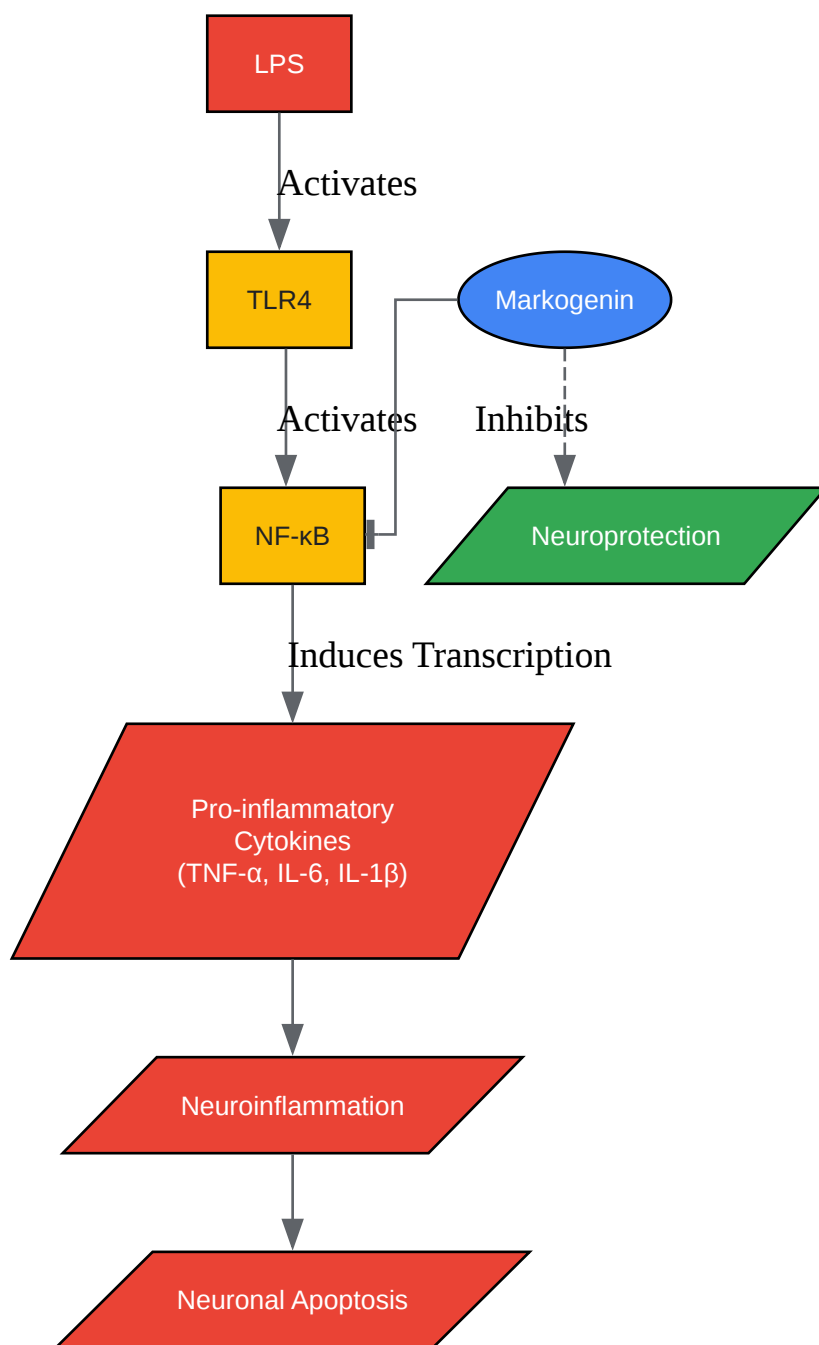 LPS
Activates
TLR4
Markogenin
Activates
Inhibits
NF-κB
Neuroprotection
Induces Transcription
Pro-inflammatory
Cytokines
(TNF-α, IL-6, IL-1β)
Neuroinflammation
Neuronal Apoptosis